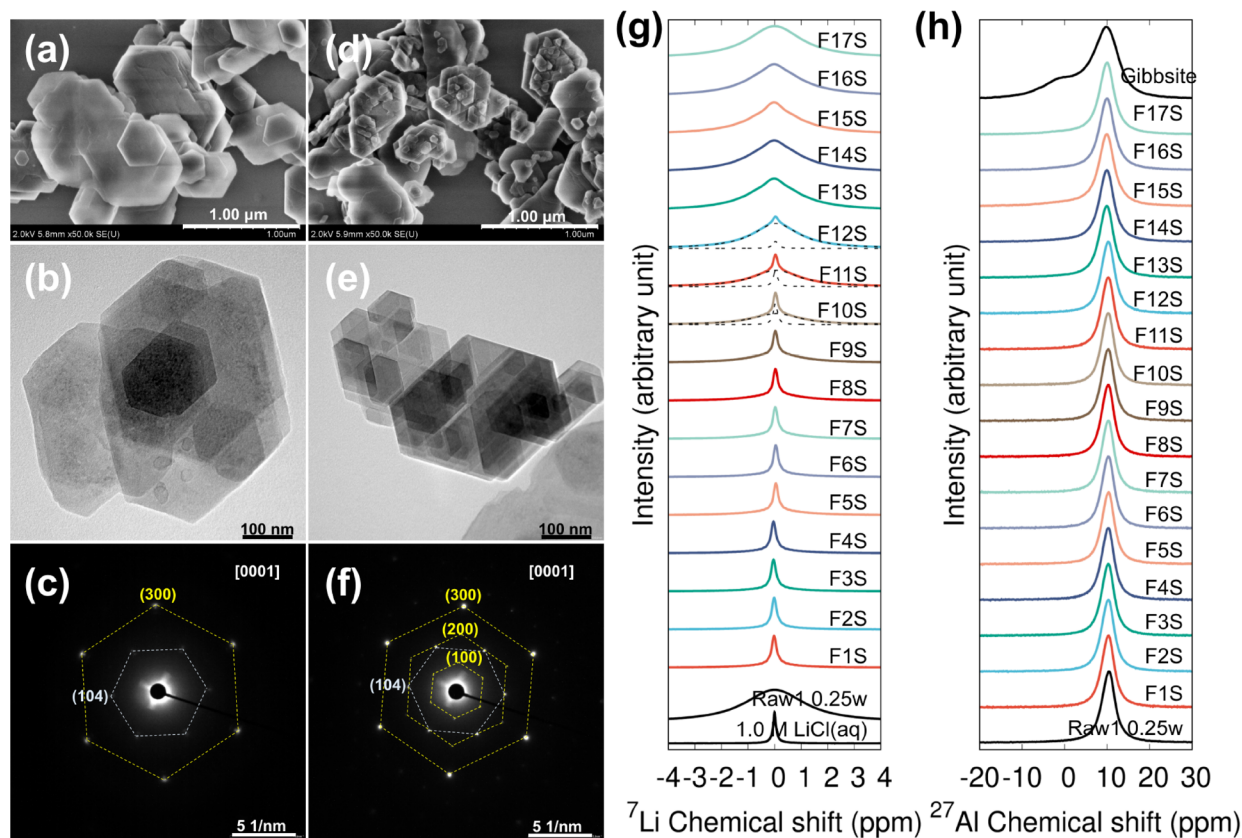 (a)
1.00 µm
2.0kV 5.8mm x50.0k SE(U)
1.00um
(d)
1.00 µm
2.0kV 5.9mm x50.0k SE(U)
1.00um
(b)
100 nm
(e)
100 nm
(c)
[0001]
(300)
(104)
5 1/nm
(f)
[0001]
(300)
(200)
(100)
(104)
5 1/nm
(g)
Intensity (arbitrary unit)
F17S
F16S
F15S
F14S
F13S
F12S
F11S
F10S
F9S
F8S
F7S
F6S
F5S
F4S
F3S
F2S
F1S
Raw1 0.25w
1.0 M LiCl(aq)
-4 -3 -2 -1 0 1 2 3 4
⁷Li Chemical shift (ppm)
(h)
Intensity (arbitrary unit)
Gibbsite
F17S
F16S
F15S
F14S
F13S
F12S
F11S
F10S
F9S
F8S
F7S
F6S
F5S
F4S
F3S
F2S
F1S
Raw1 0.25w
-20 -10 0 10 20 30
²⁷Al Chemical shift (ppm)